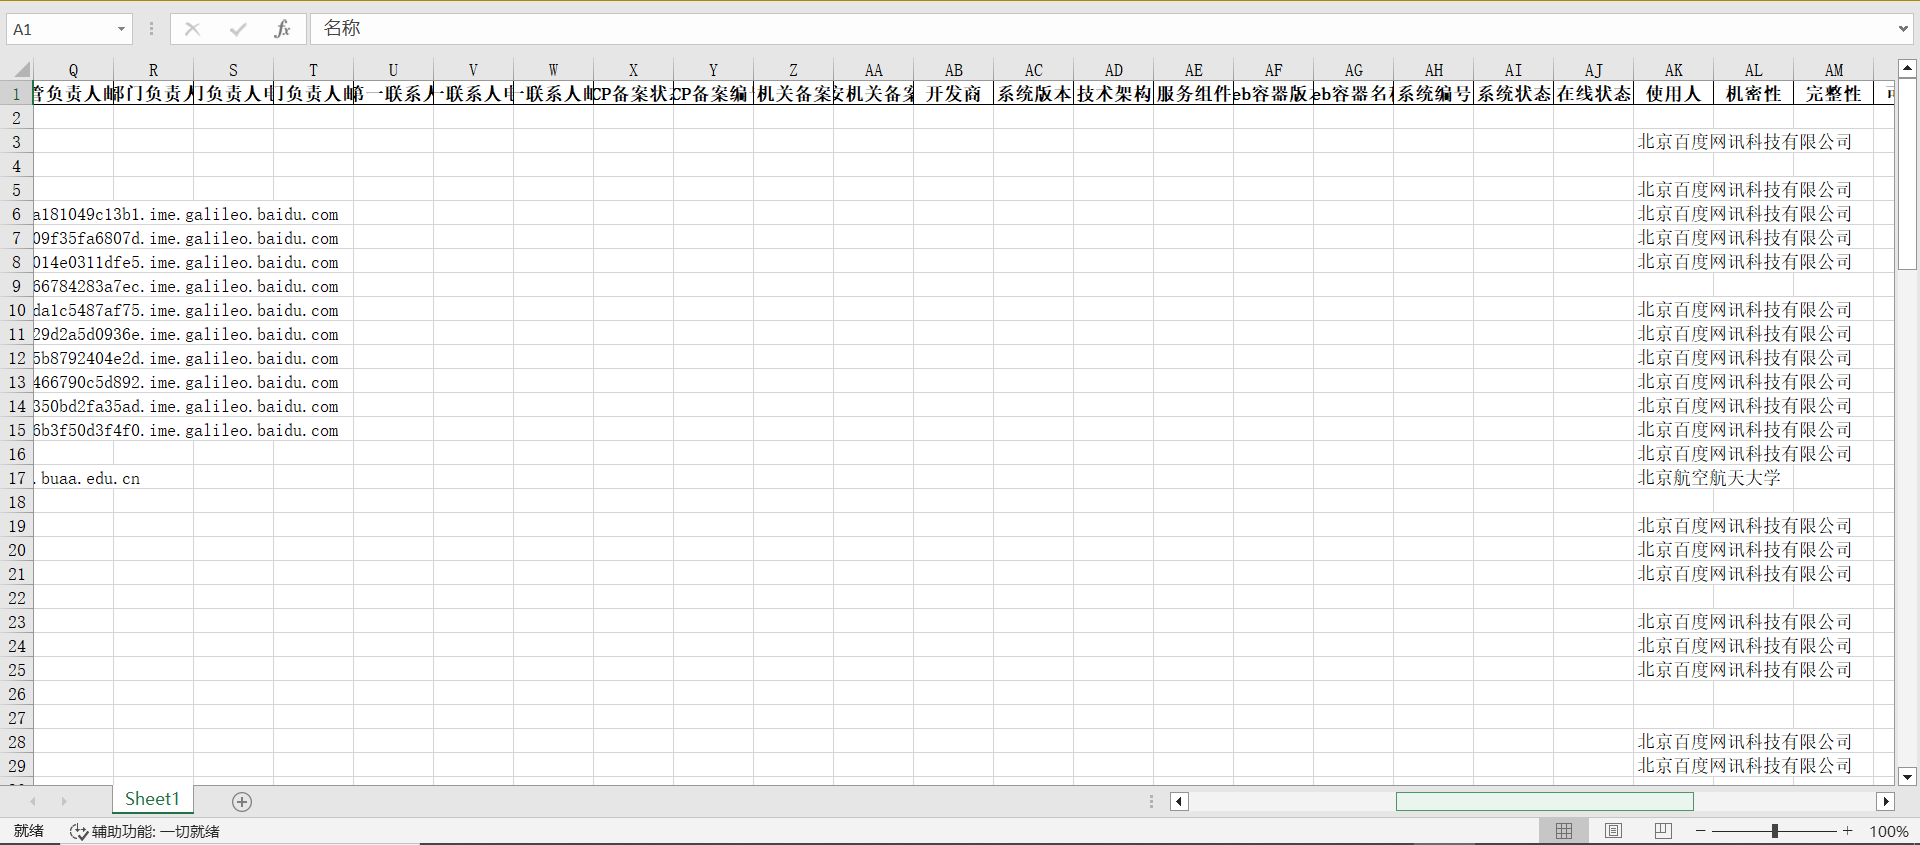 A1 fx 名称
Q R S T U V W X Y Z AA AB AC AD AE AF AG AH AI AJ AK AL AM
1 管负责人邮 部门负责人 门负责人电 门负责人邮 第一联系人 一联系人电 一联系人邮 CP备案状态 CP备案编号 机关备案 安机关备案 开发商 系统版本 技术架构 服务组件 eb容器版本 eb容器名称 系统编号 系统状态 在线状态 使用人 机密性 完整性 可
2
3 北京百度网讯科技有限公司
4
5 北京百度网讯科技有限公司
6 a181049c13b1.ime.galileo.baidu.com 北京百度网讯科技有限公司
7 09f35fa6807d.ime.galileo.baidu.com 北京百度网讯科技有限公司
8 014e0311dfe5.ime.galileo.baidu.com 北京百度网讯科技有限公司
9 66784283a7ec.ime.galileo.baidu.com
10 da1c5487af75.ime.galileo.baidu.com 北京百度网讯科技有限公司
11 29d2a5d0936e.ime.galileo.baidu.com 北京百度网讯科技有限公司
12 5b8792404e2d.ime.galileo.baidu.com 北京百度网讯科技有限公司
13 466790c5d892.ime.galileo.baidu.com 北京百度网讯科技有限公司
14 350bd2fa35ad.ime.galileo.baidu.com 北京百度网讯科技有限公司
15 6b3f50d3f4f0.ime.galileo.baidu.com 北京百度网讯科技有限公司
16 北京百度网讯科技有限公司
17 .buaa.edu.cn 北京航空航天大学
18
19 北京百度网讯科技有限公司
20 北京百度网讯科技有限公司
21 北京百度网讯科技有限公司
22
23 北京百度网讯科技有限公司
24 北京百度网讯科技有限公司
25 北京百度网讯科技有限公司
26
27
28 北京百度网讯科技有限公司
29 北京百度网讯科技有限公司
Sheet1
就绪 辅助功能: 一切就绪 100%